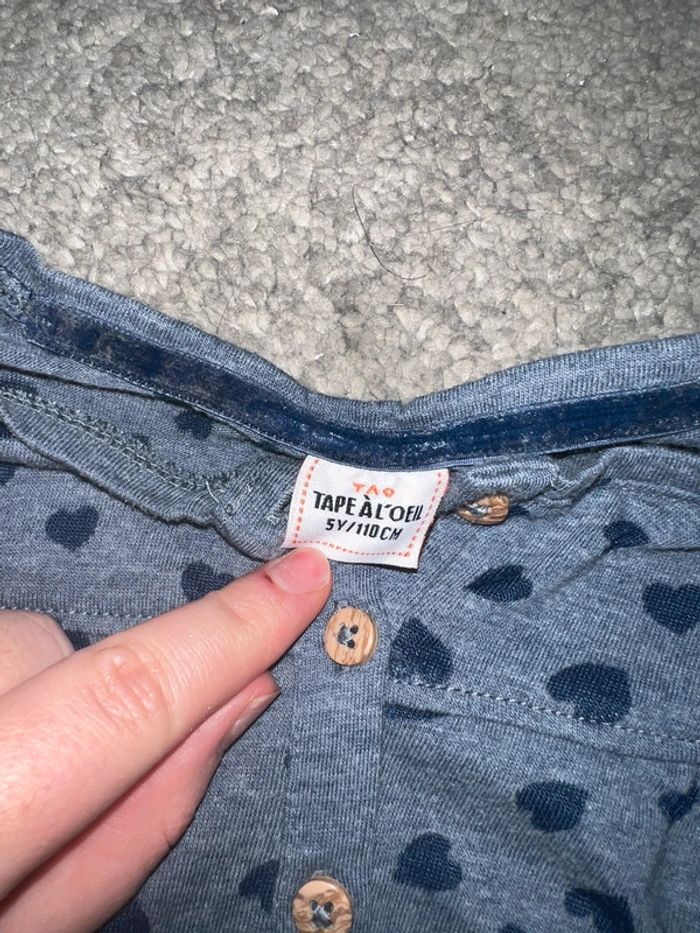 TAO
TAPE À L'OEIL
5Y/110CM